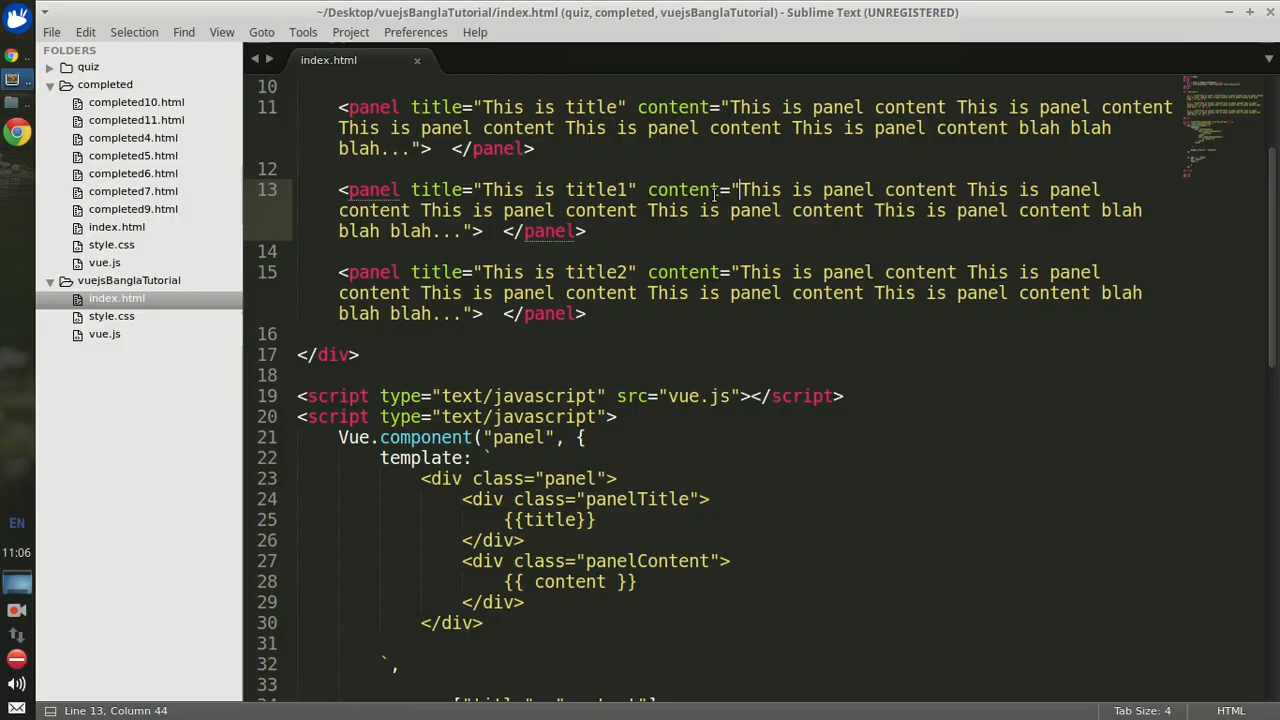 ~/Desktop/vuejsBanglaTutorial/index.html (quiz, completed, vuejsBanglaTutorial) - Sublime Text (UNREGISTERED)
File Edit Selection Find View Goto Tools Project Preferences Help
FOLDERS
quiz
completed
completed10.html
completed11.html
completed4.html
completed5.html
completed6.html
completed7.html
completed9.html
index.html
style.css
vue.js
vuejsBanglaTutorial
index.html
style.css
vue.js
EN
11:06
index.html
10
11 <panel title="This is title" content="This is panel content This is panel content
This is panel content This is panel content This is panel content blah blah
blah..."> </panel>
12
13 <panel title="This is title1" content="This is panel content This is panel
content This is panel content This is panel content This is panel content blah
blah blah..."> </panel>
14
15 <panel title="This is title2" content="This is panel content This is panel
content This is panel content This is panel content This is panel content blah
blah blah..."> </panel>
16
17 </div>
18
19 <script type="text/javascript" src="vue.js"></script>
20 <script type="text/javascript">
21 Vue.component("panel", {
22 template: `
23 <div class="panel">
24 <div class="panelTitle">
25 {{title}}
26 </div>
27 <div class="panelContent">
28 {{ content }}
29 </div>
30 </div>
31
32 `,
33
Line 13, Column 44
Tab Size: 4
HTML